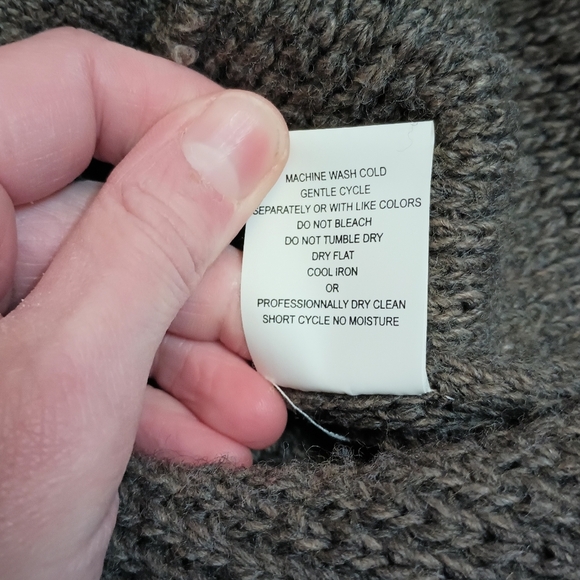 MACHINE WASH COLD
GENTLE CYCLE
SEPARATELY OR WITH LIKE COLORS
DO NOT BLEACH
DO NOT TUMBLE DRY
DRY FLAT
COOL IRON
OR
PROFESSIONNALLY DRY CLEAN
SHORT CYCLE NO MOISTURE